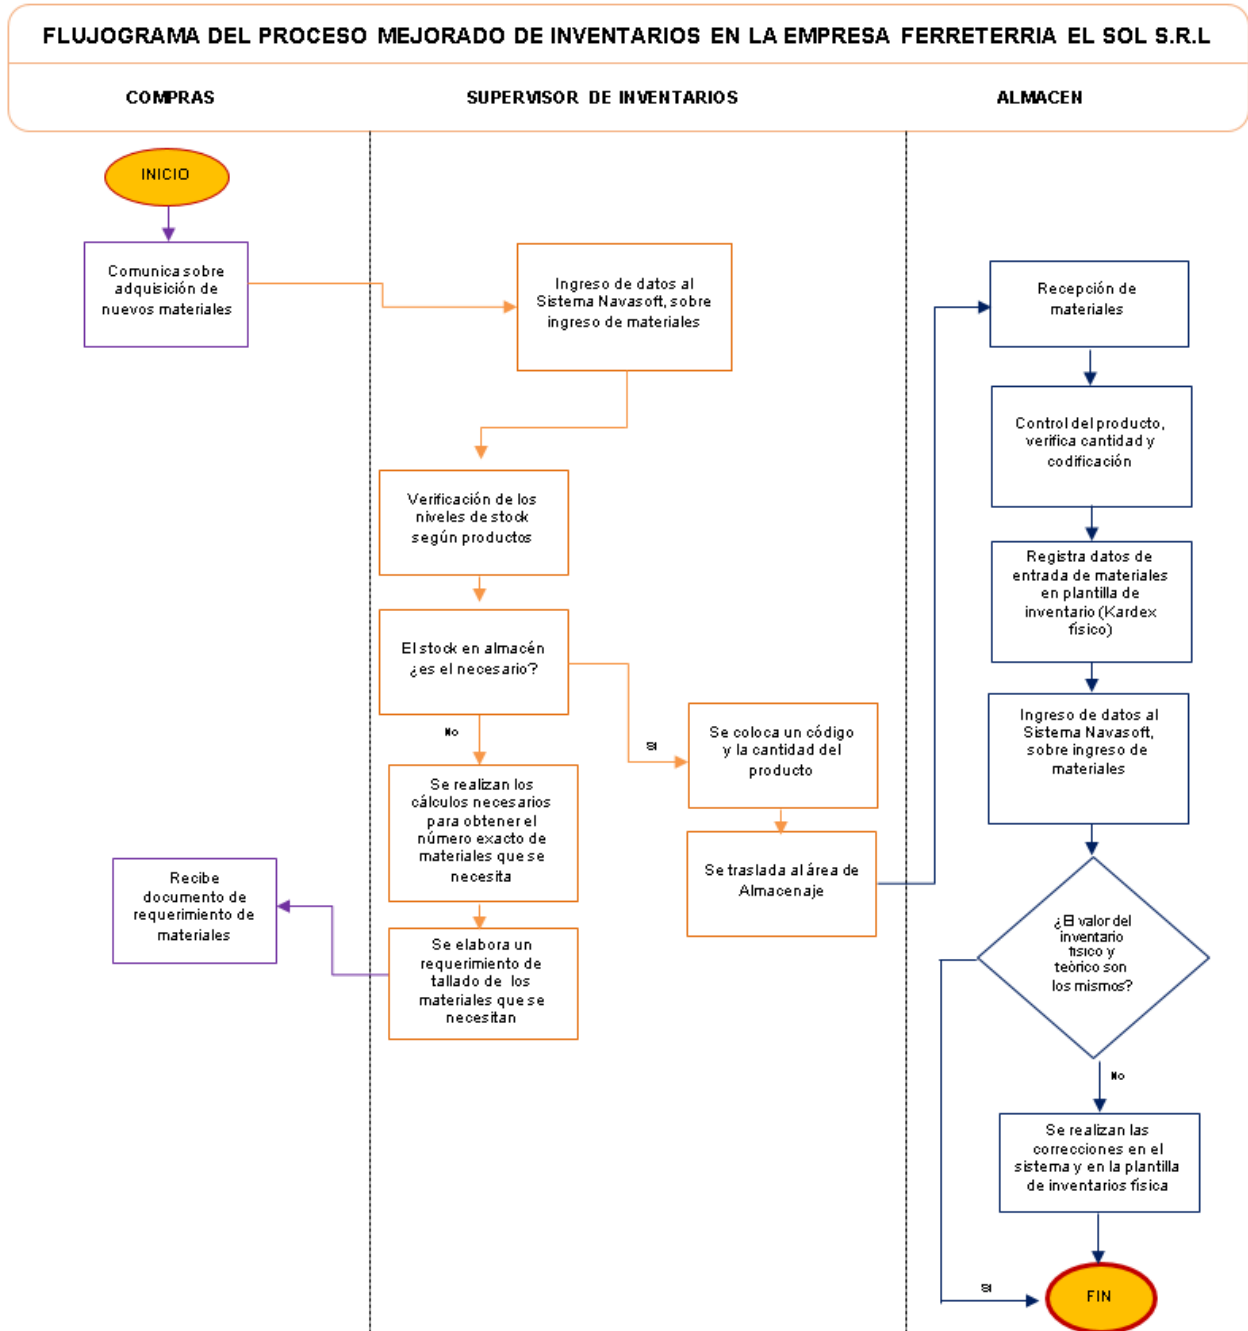 FLUJOGRAMA DEL PROCESO MEJORADO DE INVENTARIOS EN LA EMPRESA FERRETERRIA EL SOL S.R.L
COMPRAS
SUPERVISOR DE INVENTARIOS
ALMACEN
INICIO
Comunica sobre
adquisición de
nuevos materiales
Ingreso de datos al
Sistema Navasoft, sobre
ingreso de materiales
Verificación de los
niveles de stock
según productos
El stock en almacén
¿es el necesario?
No
SI
Se realizan los
cálculos necesarios
para obtener el
número exacto de
materiales que se
necesita
Se elabora un
requerimiento de
tallado de los
materiales que se
necesitan
Recibe
documento de
requerimiento de
materiales
Se coloca un código
y la cantidad del
producto
Se traslada al área de
Almacenaje
Recepción de
materiales
Control del producto,
verifica cantidad y
codificación
Registra datos de
entrada de materiales
en plantilla de
inventario (Kardex
físico)
Ingreso de datos al
Sistema Navasoft,
sobre ingreso de
materiales
¿El valor del
inventario
físico y
teórico son
los mismos?
No
Se realizan las
correcciones en el
sistema y en la plantilla
de inventarios física
SI
FIN